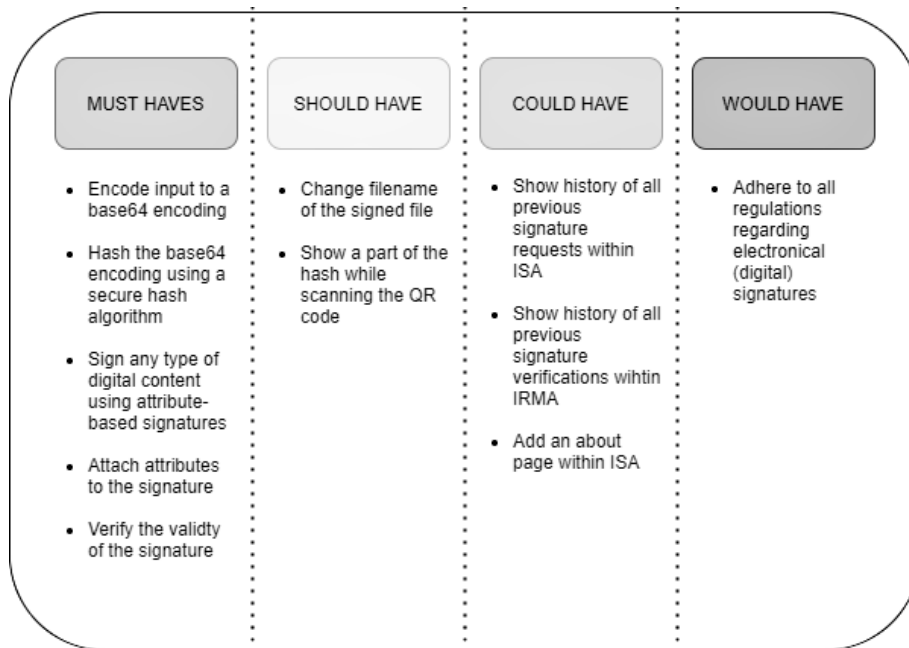 MUST HAVES
SHOULD HAVE
COULD HAVE
WOULD HAVE
Encode input to a
base64 encoding
Hash the base64
encoding using a
secure hash
algorithm
Sign any type of
digital content
using attribute-
based signatures
Attach attributes
to the signature
Verify the validty
of the signature
Change filename
of the signed file
Show a part of the
hash while
scanning the QR
code
Show history of all
previous
signature
requests within
ISA
Show history of all
previous
signature
verifications wihtin
IRMA
Add an about
page within ISA
Adhere to all
regulations
regarding
electronical
(digital)
signatures